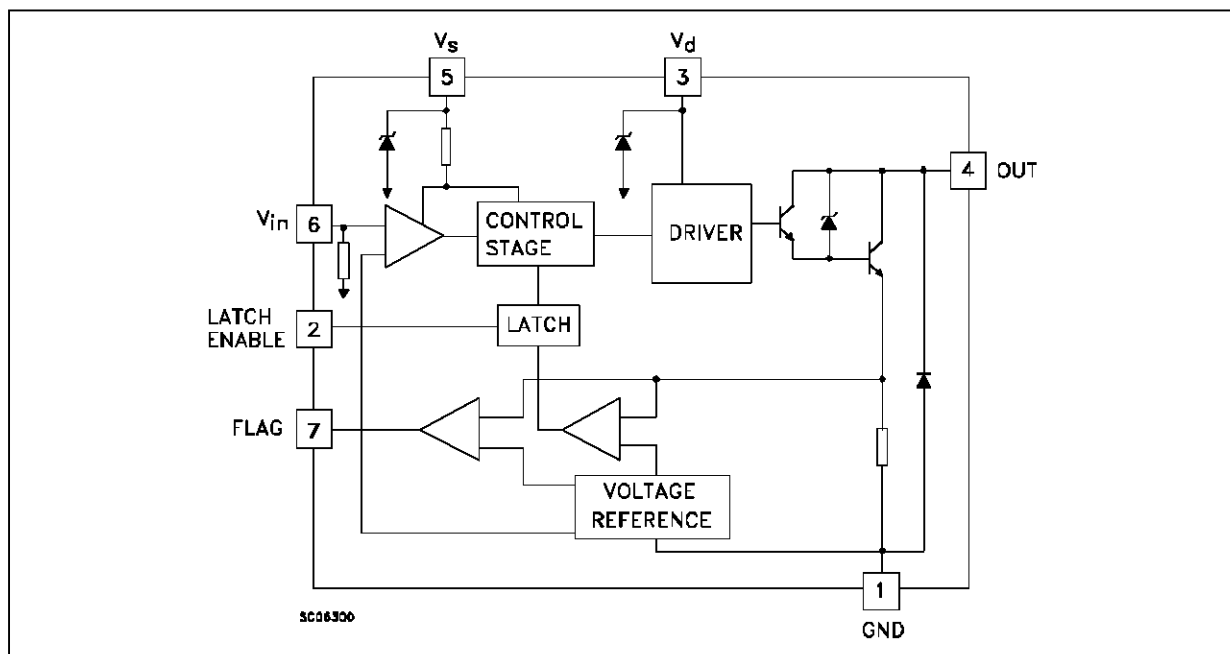 Vs
5
Vd
3
4
OUT
Vin
6
CONTROL
STAGE
DRIVER
LATCH
ENABLE
2
LATCH
FLAG
7
VOLTAGE
REFERENCE
1
GND
SC06300